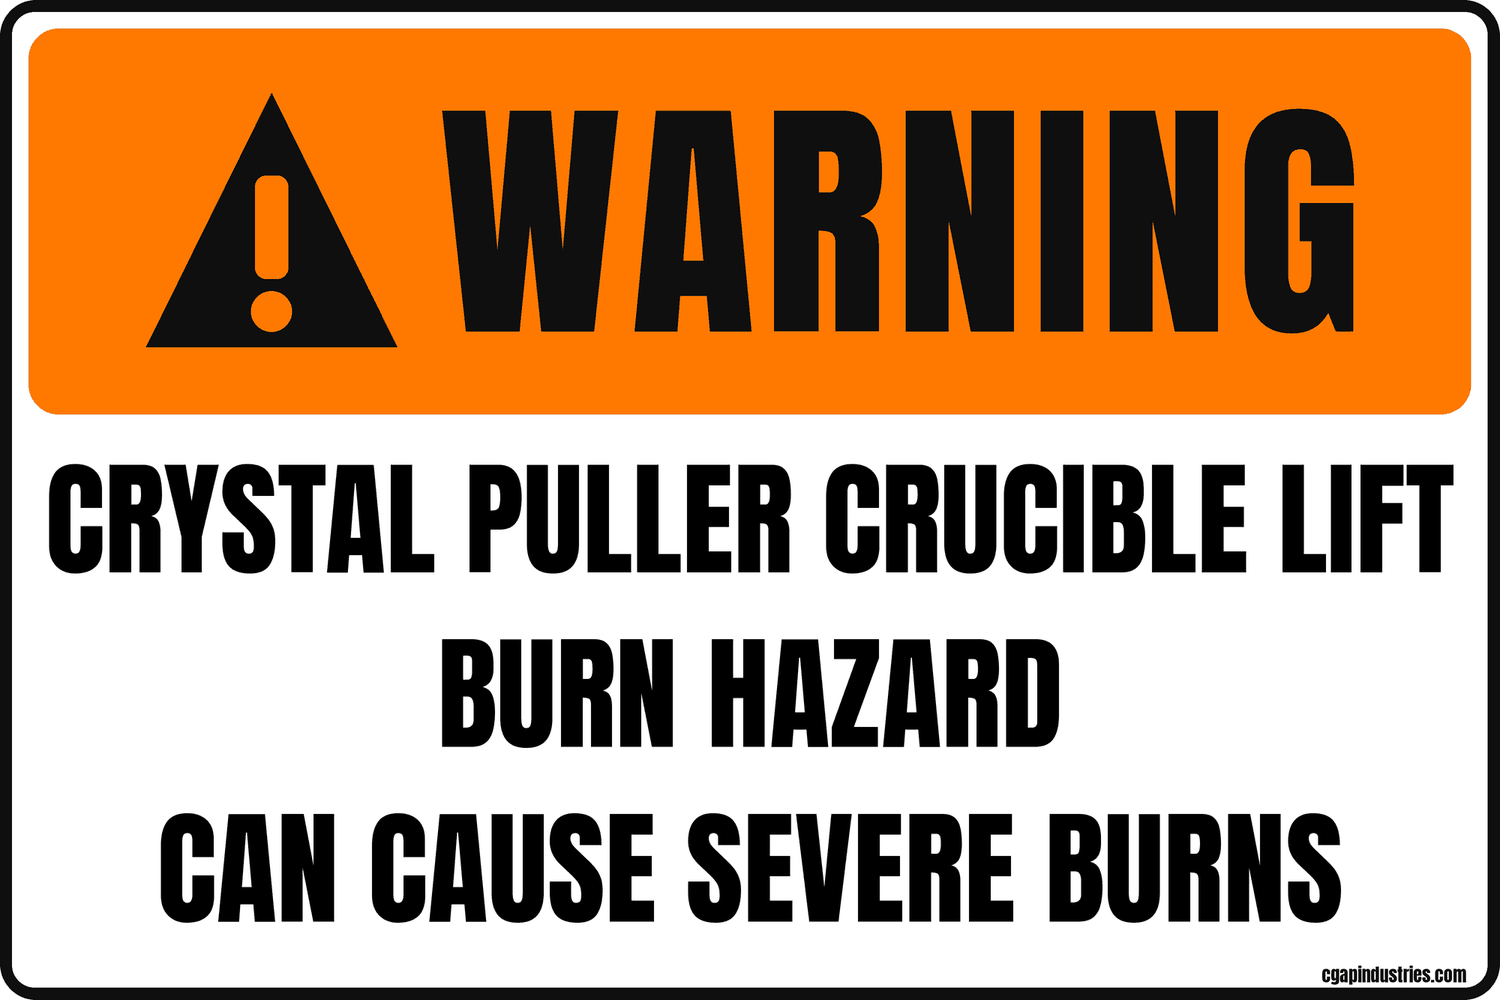 WARNING
CRYSTAL PULLER CRUCIBLE LIFT
BURN HAZARD
CAN CAUSE SEVERE BURNS
cgapindustries.com